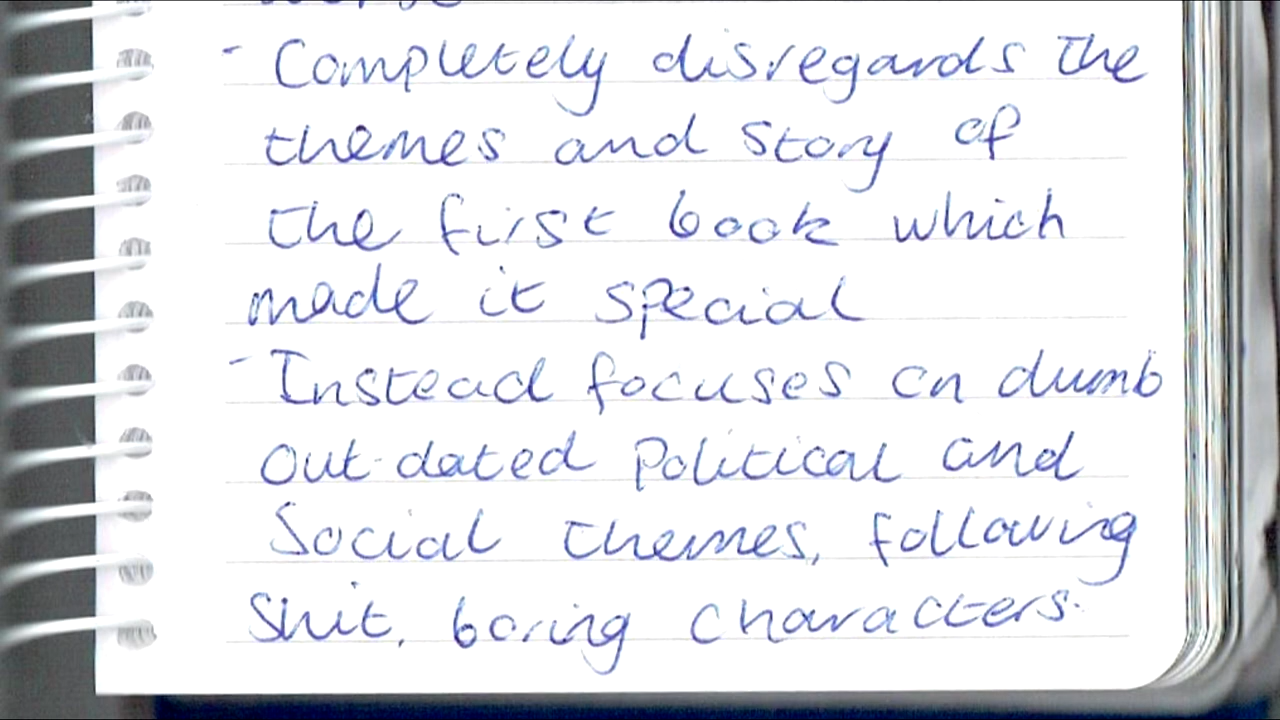 - Completely disregards the
themes and story of
the first book which
made it special
- Instead focuses on dumb
out-dated political and
social themes, following
shit, boring characters.